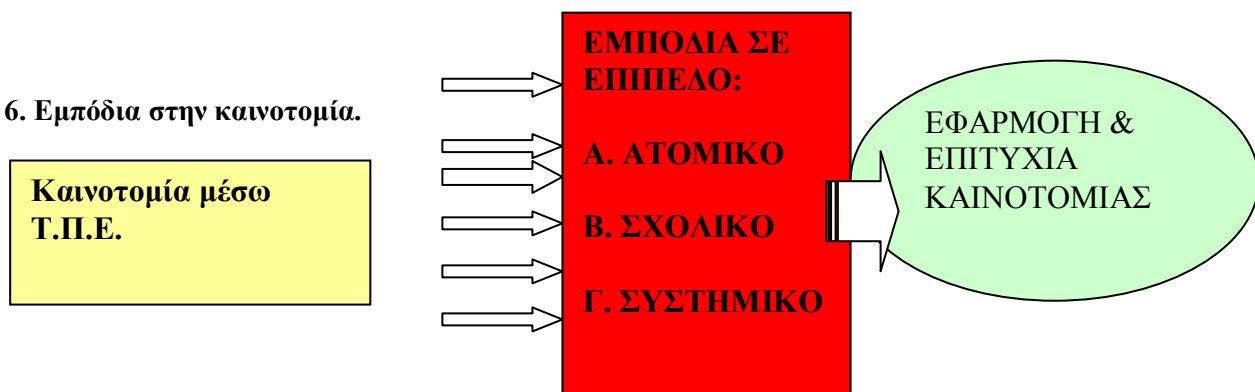 6. Εμπόδια στην καινοτομία.
Καινοτομία μέσω
Τ.Π.Ε.
ΕΜΠΟΔΙΑ ΣΕ
ΕΠΙΠΕΔΟ:
Α. ΑΤΟΜΙΚΟ
Β. ΣΧΟΛΙΚΟ
Γ. ΣΥΣΤΗΜΙΚΟ
ΕΦΑΡΜΟΓΗ &
ΕΠΙΤΥΧΙΑ
ΚΑΙΝΟΤΟΜΙΑΣ